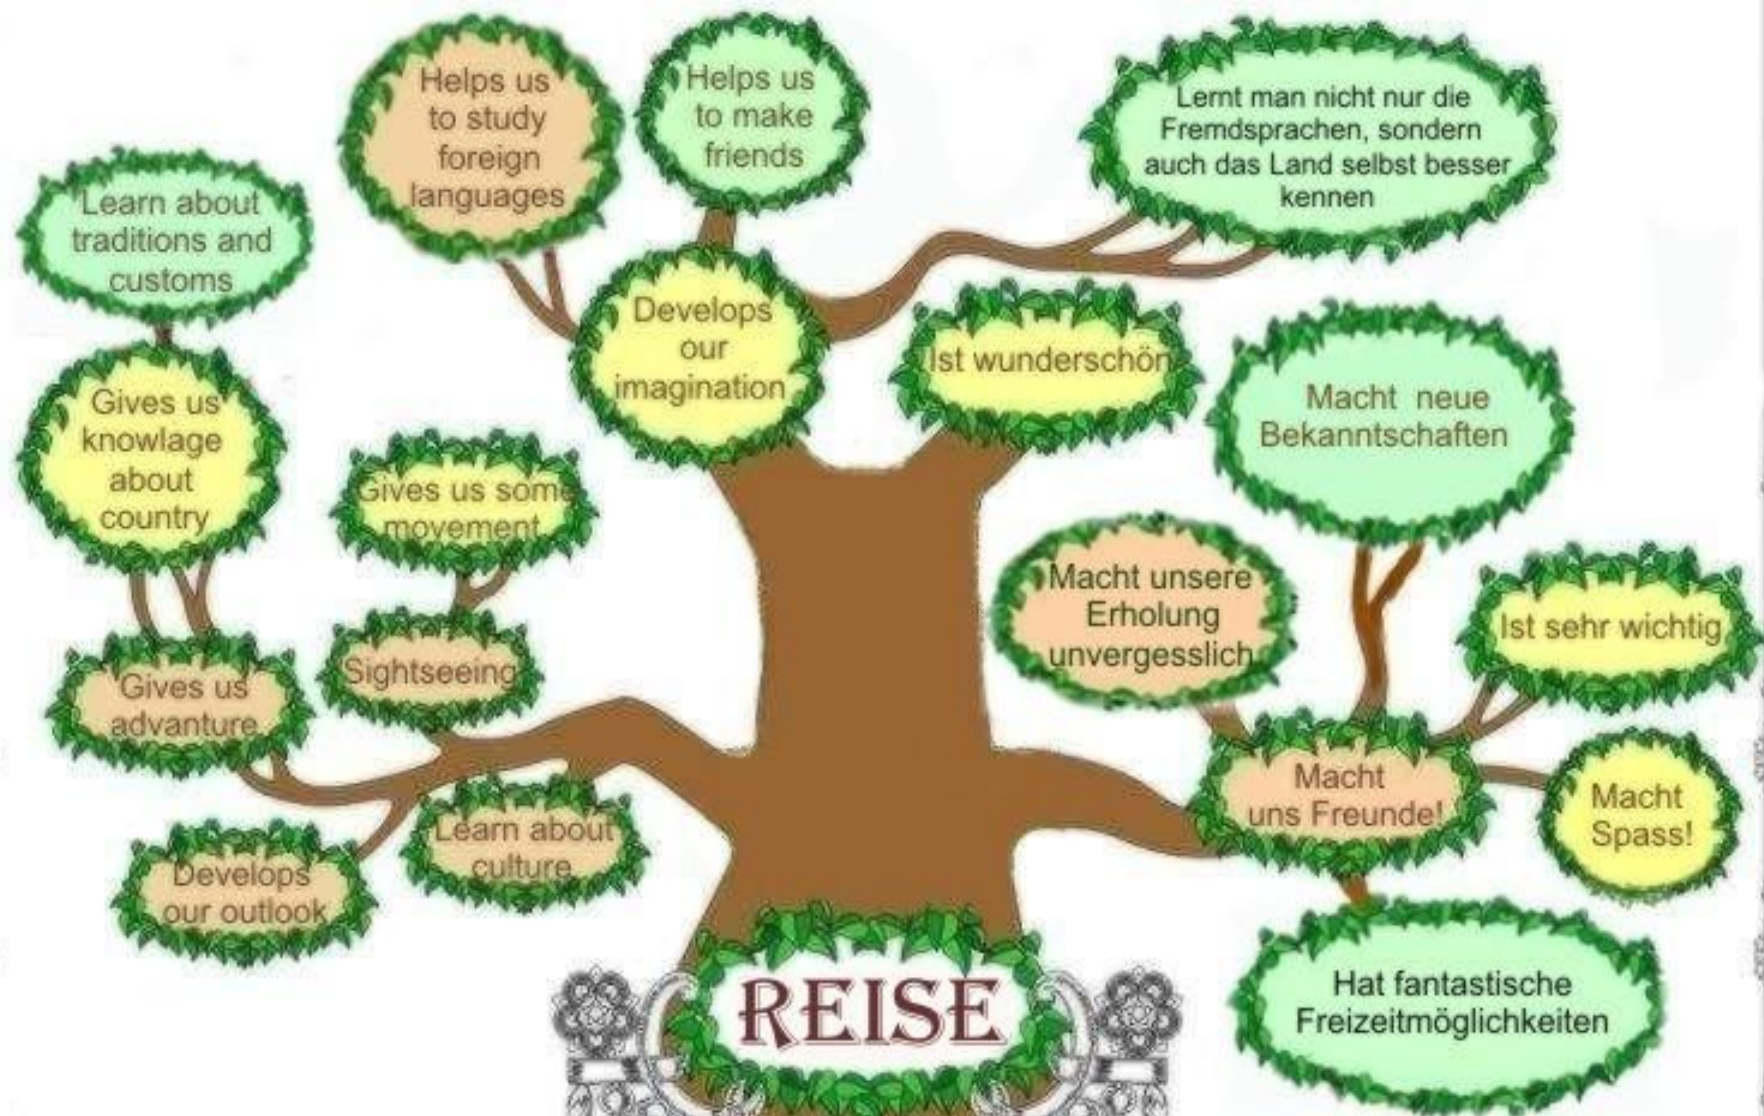 Helps us
to study
foreign
languages
Helps us
to make
friends
Lernt man nicht nur die
Fremdsprachen, sondern
auch das Land selbst besser
kennen
Learn about
traditions and
customs
Develops
our
imagination
Ist wunderschön
Macht neue
Bekanntschaften
Gives us
knowlage
about
country
Gives us some
movement
Macht unsere
Erholung
unvergesslich
Ist sehr wichtig
Gives us
advanture
Sightseeing
Macht
uns Freunde!
Macht
Spass!
Develops
our outlook
Learn about
culture
Hat fantastische
Freizeitmöglichkeiten
REISE